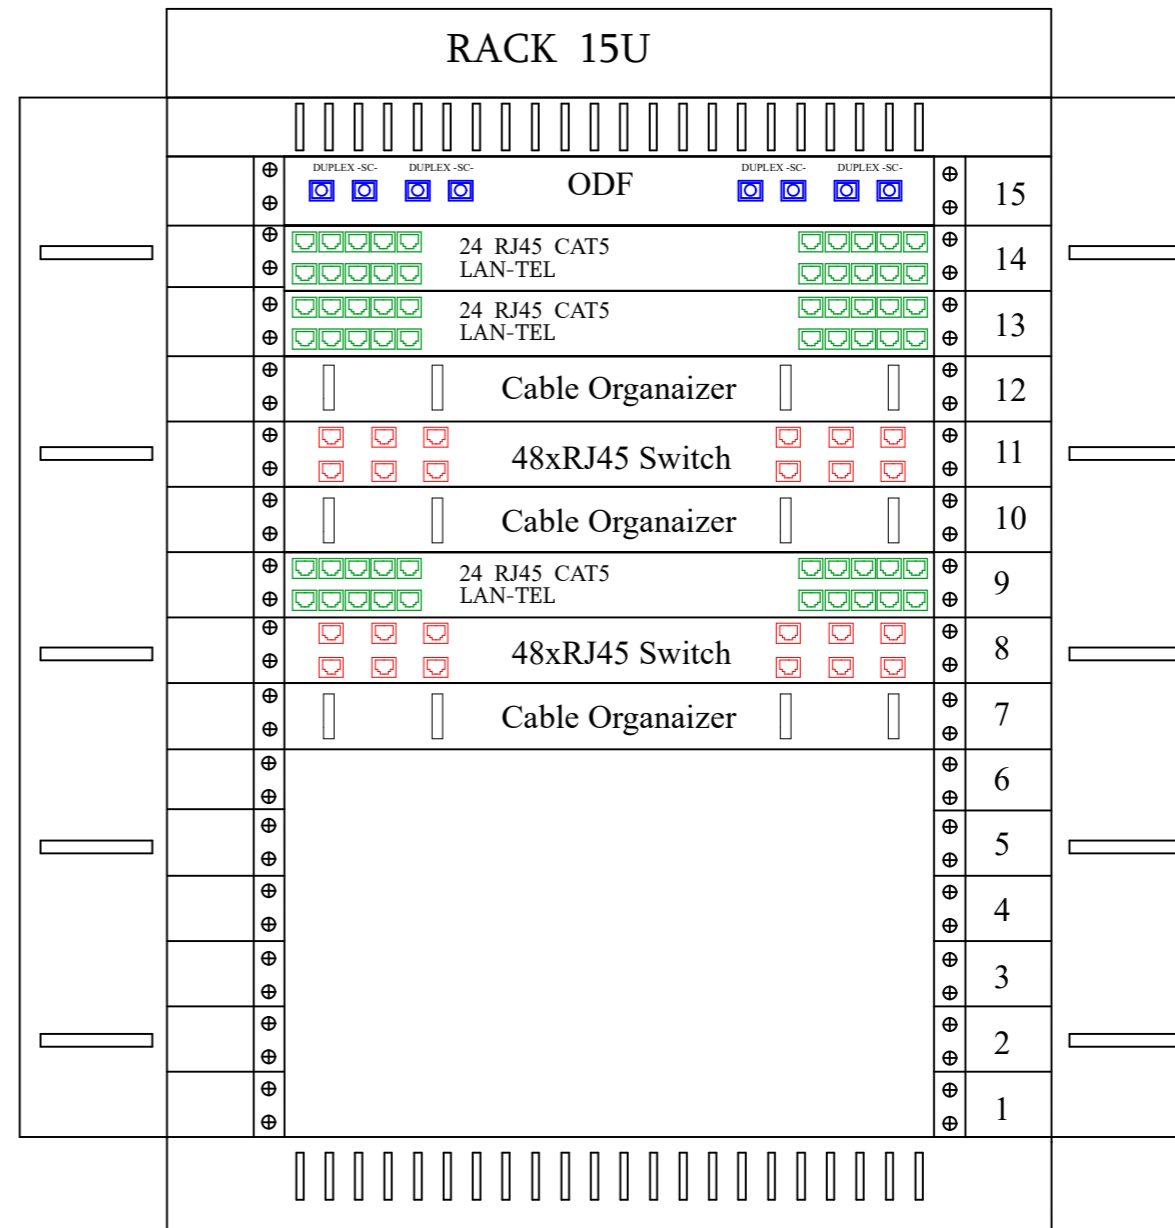 RACK 15U
DUPLEX -SC- DUPLEX -SC- ODF DUPLEX -SC- DUPLEX -SC- 15
24 RJ45 CAT5
LAN-TEL 14
24 RJ45 CAT5
LAN-TEL 13
Cable Organaizer 12
48xRJ45 Switch 11
Cable Organaizer 10
24 RJ45 CAT5
LAN-TEL 9
48xRJ45 Switch 8
Cable Organaizer 7
6
5
4
3
2
1